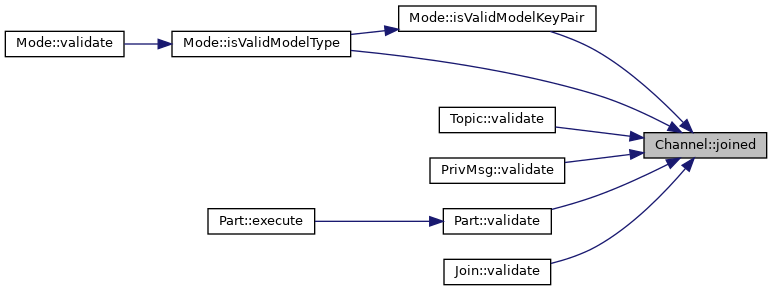 Mode::isValidModelKeyPair
Mode::validate
Mode::isValidModelType
Topic::validate
Channel::joined
PrivMsg::validate
Part::execute
Part::validate
Join::validate